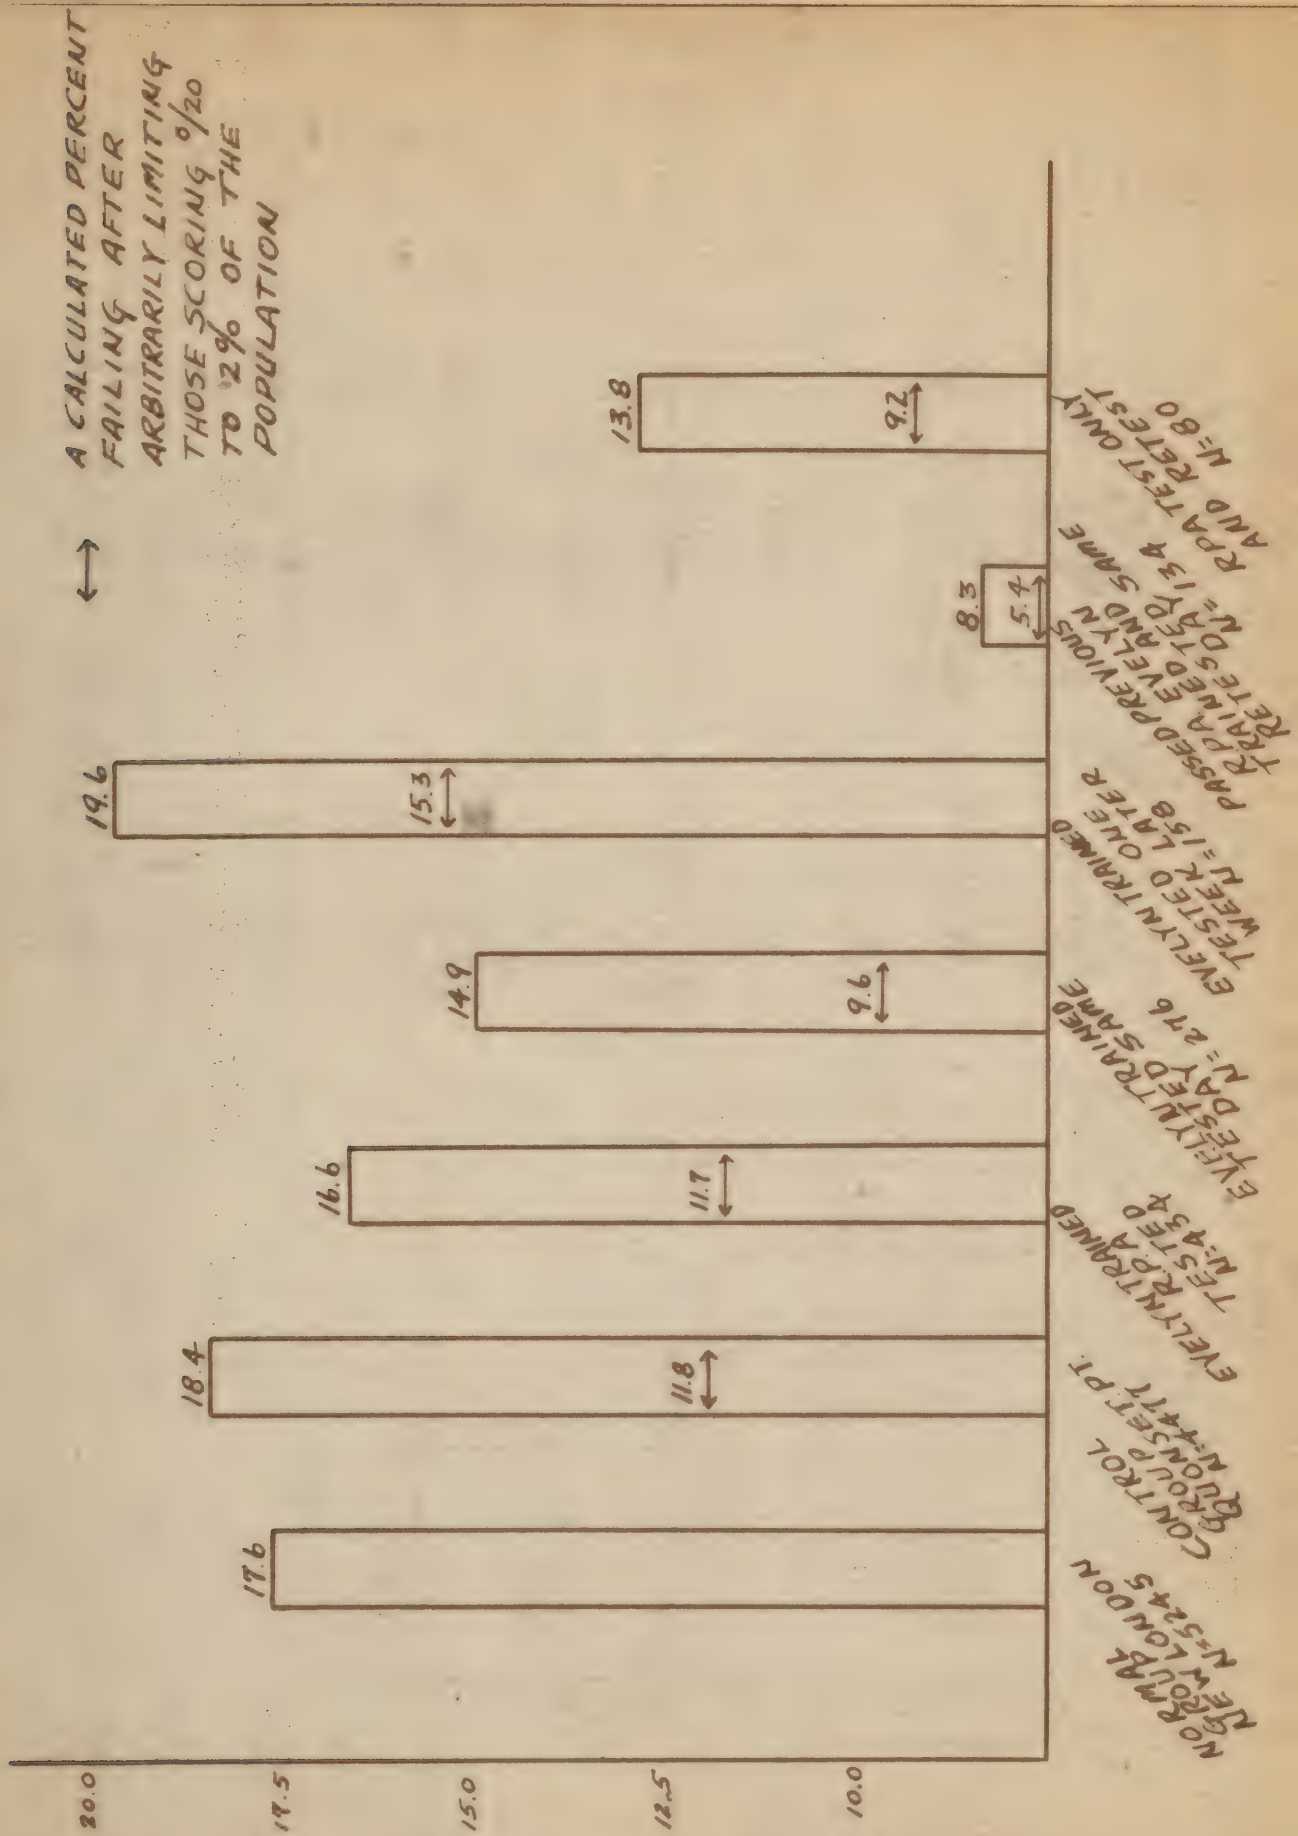 A CALCULATED PERCENT
FAILING AFTER
ARBITRARILY LIMITING
THOSE SCORING 0/20
TO 2% OF THE
POPULATION
20.0
17.5
15.0
12.5
10.0
17.6
18.4
11.8
16.6
11.7
14.9
9.6
19.6
15.3
8.3
5.4
13.8
9.2
NORMAL
GROUP
NEW LONDON
N=5245
CONTROL
GROUP
QUONSET. PT.
N=4477
EVELYN TRAINED
R.P.A
TESTED
N=434
EVELYN TRAINED
TESTED SAME
DAY
N=276
EVELYN TRAINED
TESTED ONE
WEEK LATER
N=158
PASSED PREVIOUS
R.P.A. EVELYN
TRAINED AND SAME
RETESTED DAY
N=134
RPA TEST ONLY
AND RETEST
N=80